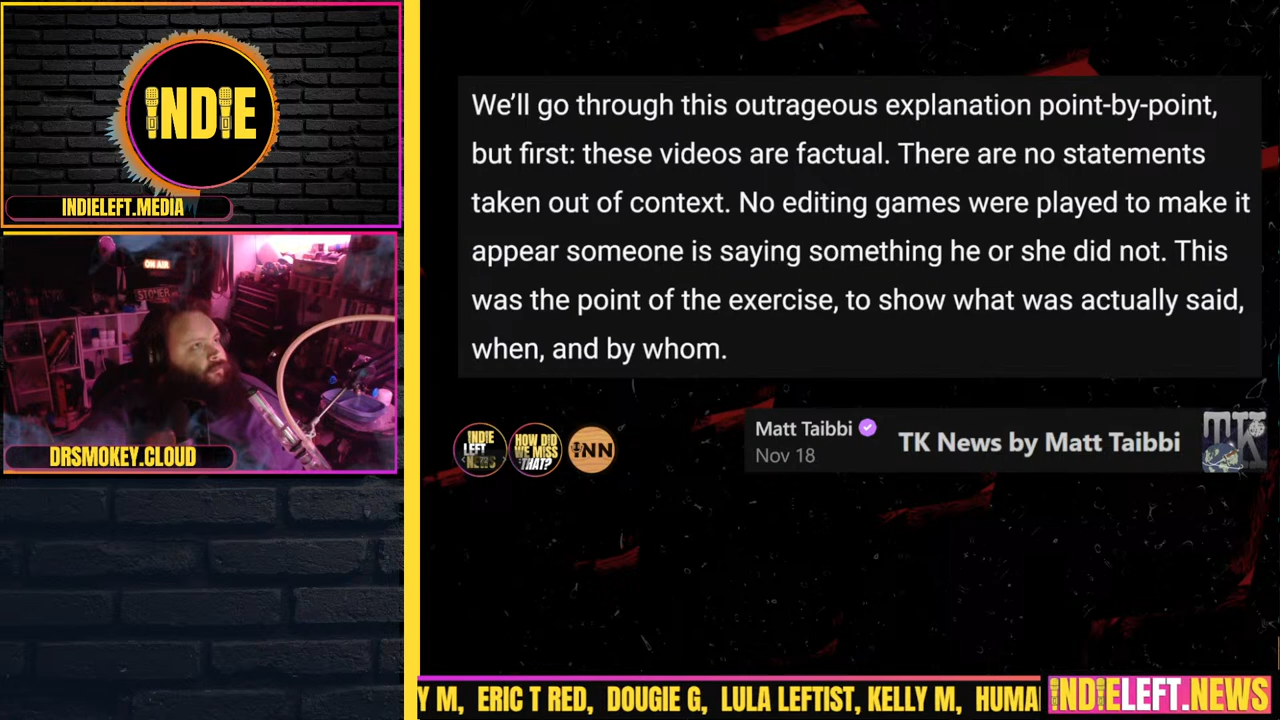 INDIE
INDIELEFT.MEDIA
ON AIR
STONER
DRSMOKEY.CLOUD
We’ll go through this outrageous explanation point-by-point,
but first: these videos are factual. There are no statements
taken out of context. No editing games were played to make it
appear someone is saying something he or she did not. This
was the point of the exercise, to show what was actually said,
when, and by whom.
INDIE
LEFT
NEWS
HOW DID
WE MISS
THAT?
INN
Matt Taibbi
Nov 18
TK News by Matt Taibbi
TK
Y M, ERIC T RED, DOUGIE G, LULA LEFTIST, KELLY M, HUMA
INDIELEFT.NEWS